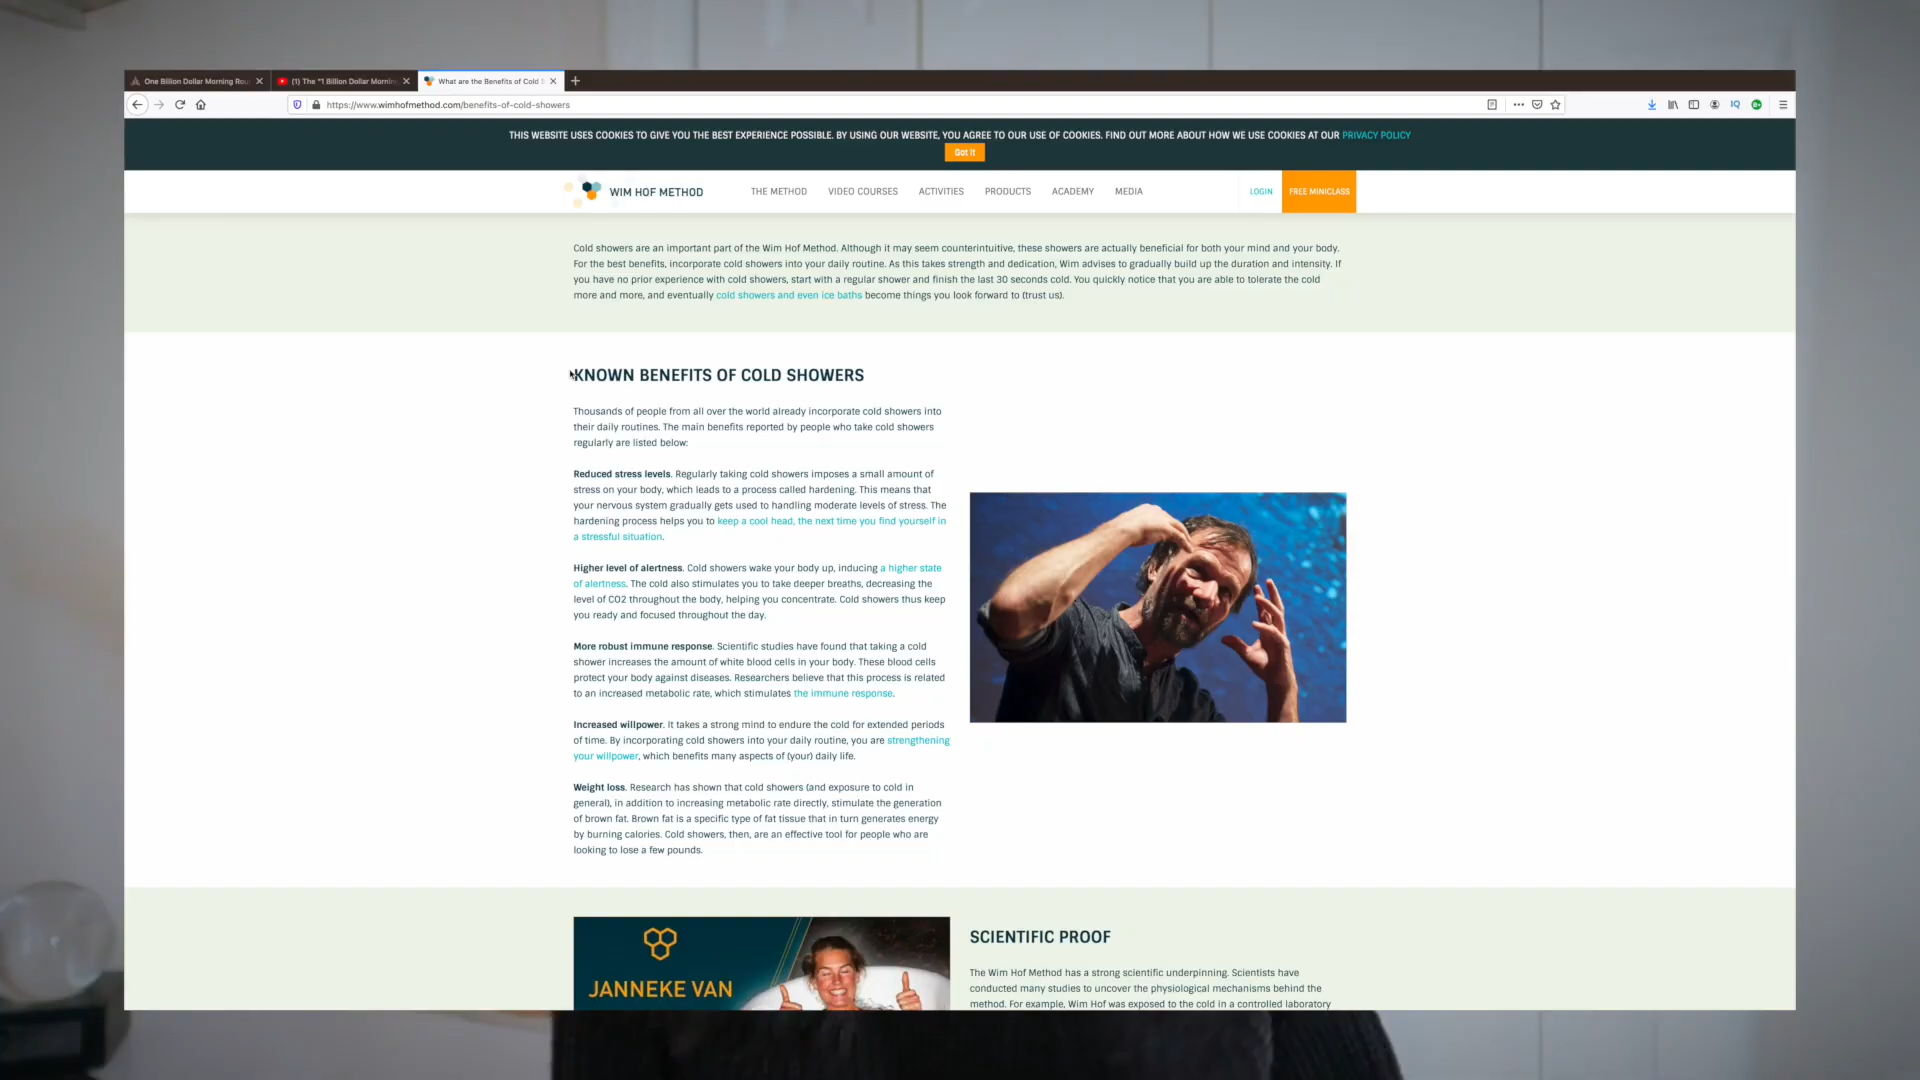 One Billion Dollar Morning Rou
(1) The "1 Billion Dollar Mornin
What are the Benefits of Cold S
https://www.wimhofmethod.com/benefits-of-cold-showers
THIS WEBSITE USES COOKIES TO GIVE YOU THE BEST EXPERIENCE POSSIBLE. BY USING OUR WEBSITE, YOU AGREE TO OUR USE OF COOKIES. FIND OUT MORE ABOUT HOW WE USE COOKIES AT OUR PRIVACY POLICY
Got it
WIM HOF METHOD
THE METHOD
VIDEO COURSES
ACTIVITIES
PRODUCTS
ACADEMY
MEDIA
LOGIN
FREE MINICLASS
Cold showers are an important part of the Wim Hof Method. Although it may seem counterintuitive, these showers are actually beneficial for both your mind and your body.
For the best benefits, incorporate cold showers into your daily routine. As this takes strength and dedication, Wim advises to gradually build up the duration and intensity. If
you have no prior experience with cold showers, start with a regular shower and finish the last 30 seconds cold. You quickly notice that you are able to tolerate the cold
more and more, and eventually cold showers and even ice baths become things you look forward to (trust us).
KNOWN BENEFITS OF COLD SHOWERS
Thousands of people from all over the world already incorporate cold showers into
their daily routines. The main benefits reported by people who take cold showers
regularly are listed below:
Reduced stress levels. Regularly taking cold showers imposes a small amount of
stress on your body, which leads to a process called hardening. This means that
your nervous system gradually gets used to handling moderate levels of stress. The
hardening process helps you to keep a cool head, the next time you find yourself in
a stressful situation.
Higher level of alertness. Cold showers wake your body up, inducing a higher state
of alertness. The cold also stimulates you to take deeper breaths, decreasing the
level of CO2 throughout the body, helping you concentrate. Cold showers thus keep
you ready and focused throughout the day.
More robust immune response. Scientific studies have found that taking a cold
shower increases the amount of white blood cells in your body. These blood cells
protect your body against diseases. Researchers believe that this process is related
to an increased metabolic rate, which stimulates the immune response.
Increased willpower. It takes a strong mind to endure the cold for extended periods
of time. By incorporating cold showers into your daily routine, you are strengthening
your willpower, which benefits many aspects of (your) daily life.
Weight loss. Research has shown that cold showers (and exposure to cold in
general), in addition to increasing metabolic rate directly, stimulate the generation
of brown fat. Brown fat is a specific type of fat tissue that in turn generates energy
by burning calories. Cold showers, then, are an effective tool for people who are
looking to lose a few pounds.
JANNEKE VAN
SCIENTIFIC PROOF
The Wim Hof Method has a strong scientific underpinning. Scientists have
conducted many studies to uncover the physiological mechanisms behind the
method. For example, Wim Hof was exposed to the cold in a controlled laboratory